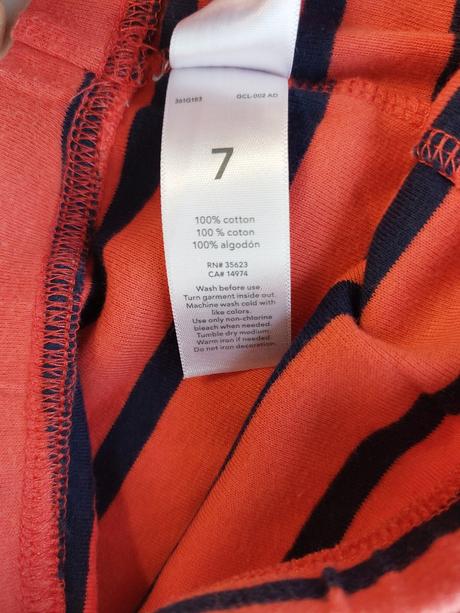 361G183 GCL-002 AD
7
100% cotton
100 % coton
100% algodón
RN# 35623
CA# 14974
Wash before use.
Turn garment inside out.
Machine wash cold with
like colors.
Use only non-chlorine
bleach when needed.
Tumble dry medium.
Warm iron if needed.
Do not iron decoration.